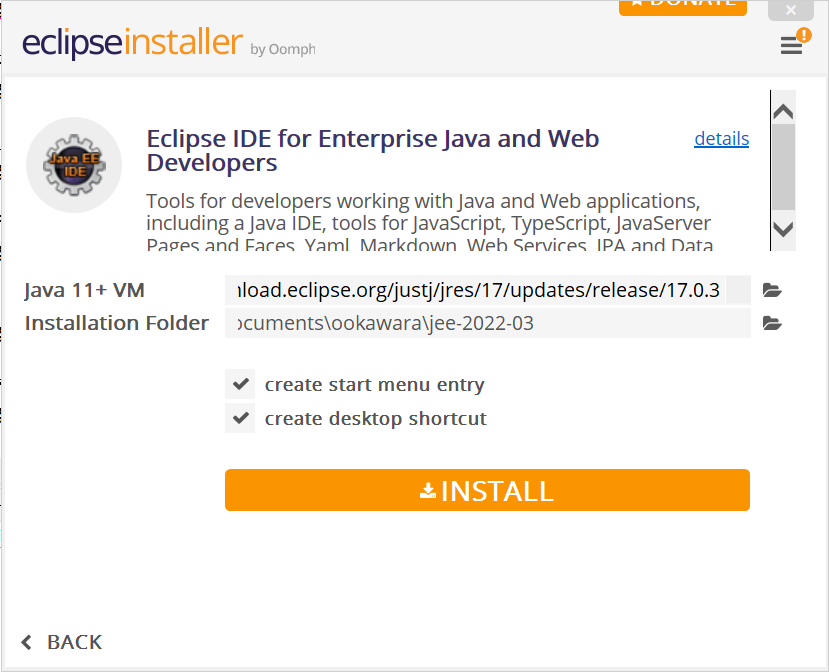 DONATE
eclipseinstaller by Oomph
Java EE
IDE
Eclipse IDE for Enterprise Java and Web
Developers
details
Tools for developers working with Java and Web applications,
including a Java IDE, tools for JavaScript, TypeScript, JavaServer
Pages and Faces, Yaml, Markdown, Web Services, JPA and Data
Java 11+ VM
nload.eclipse.org/justj/jres/17/updates/release/17.0.3
Installation Folder
ocuments\ookawara\jee-2022-03
create start menu entry
create desktop shortcut
INSTALL
BACK